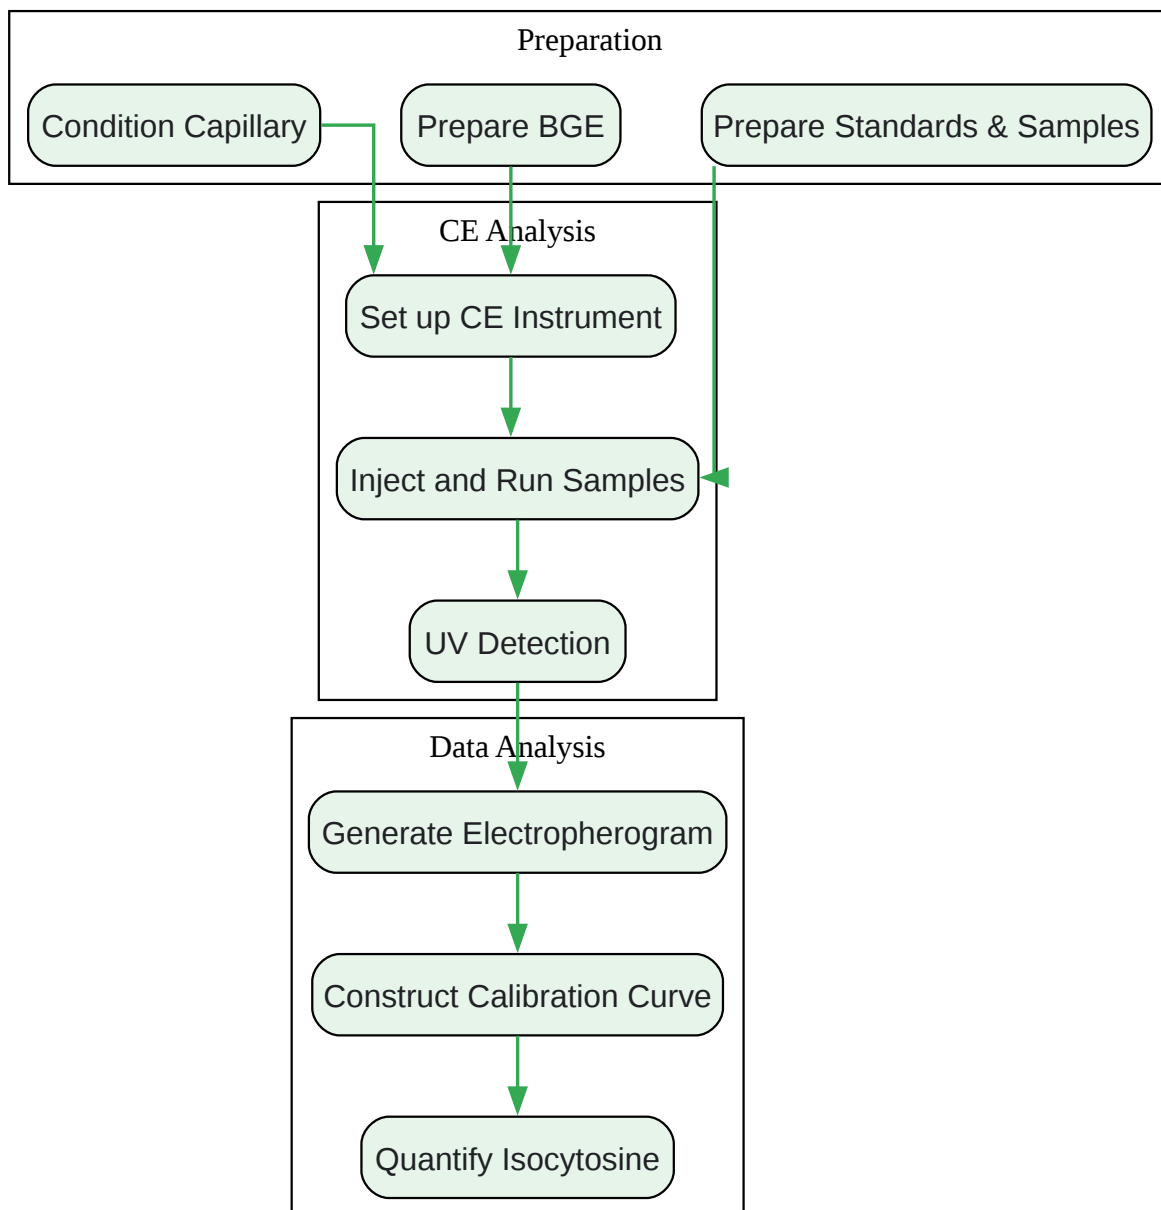 Preparation
Condition Capillary
Prepare BGE
Prepare Standards & Samples
CE Analysis
Set up CE Instrument
Inject and Run Samples
UV Detection
Data Analysis
Generate Electropherogram
Construct Calibration Curve
Quantify Isocytosine